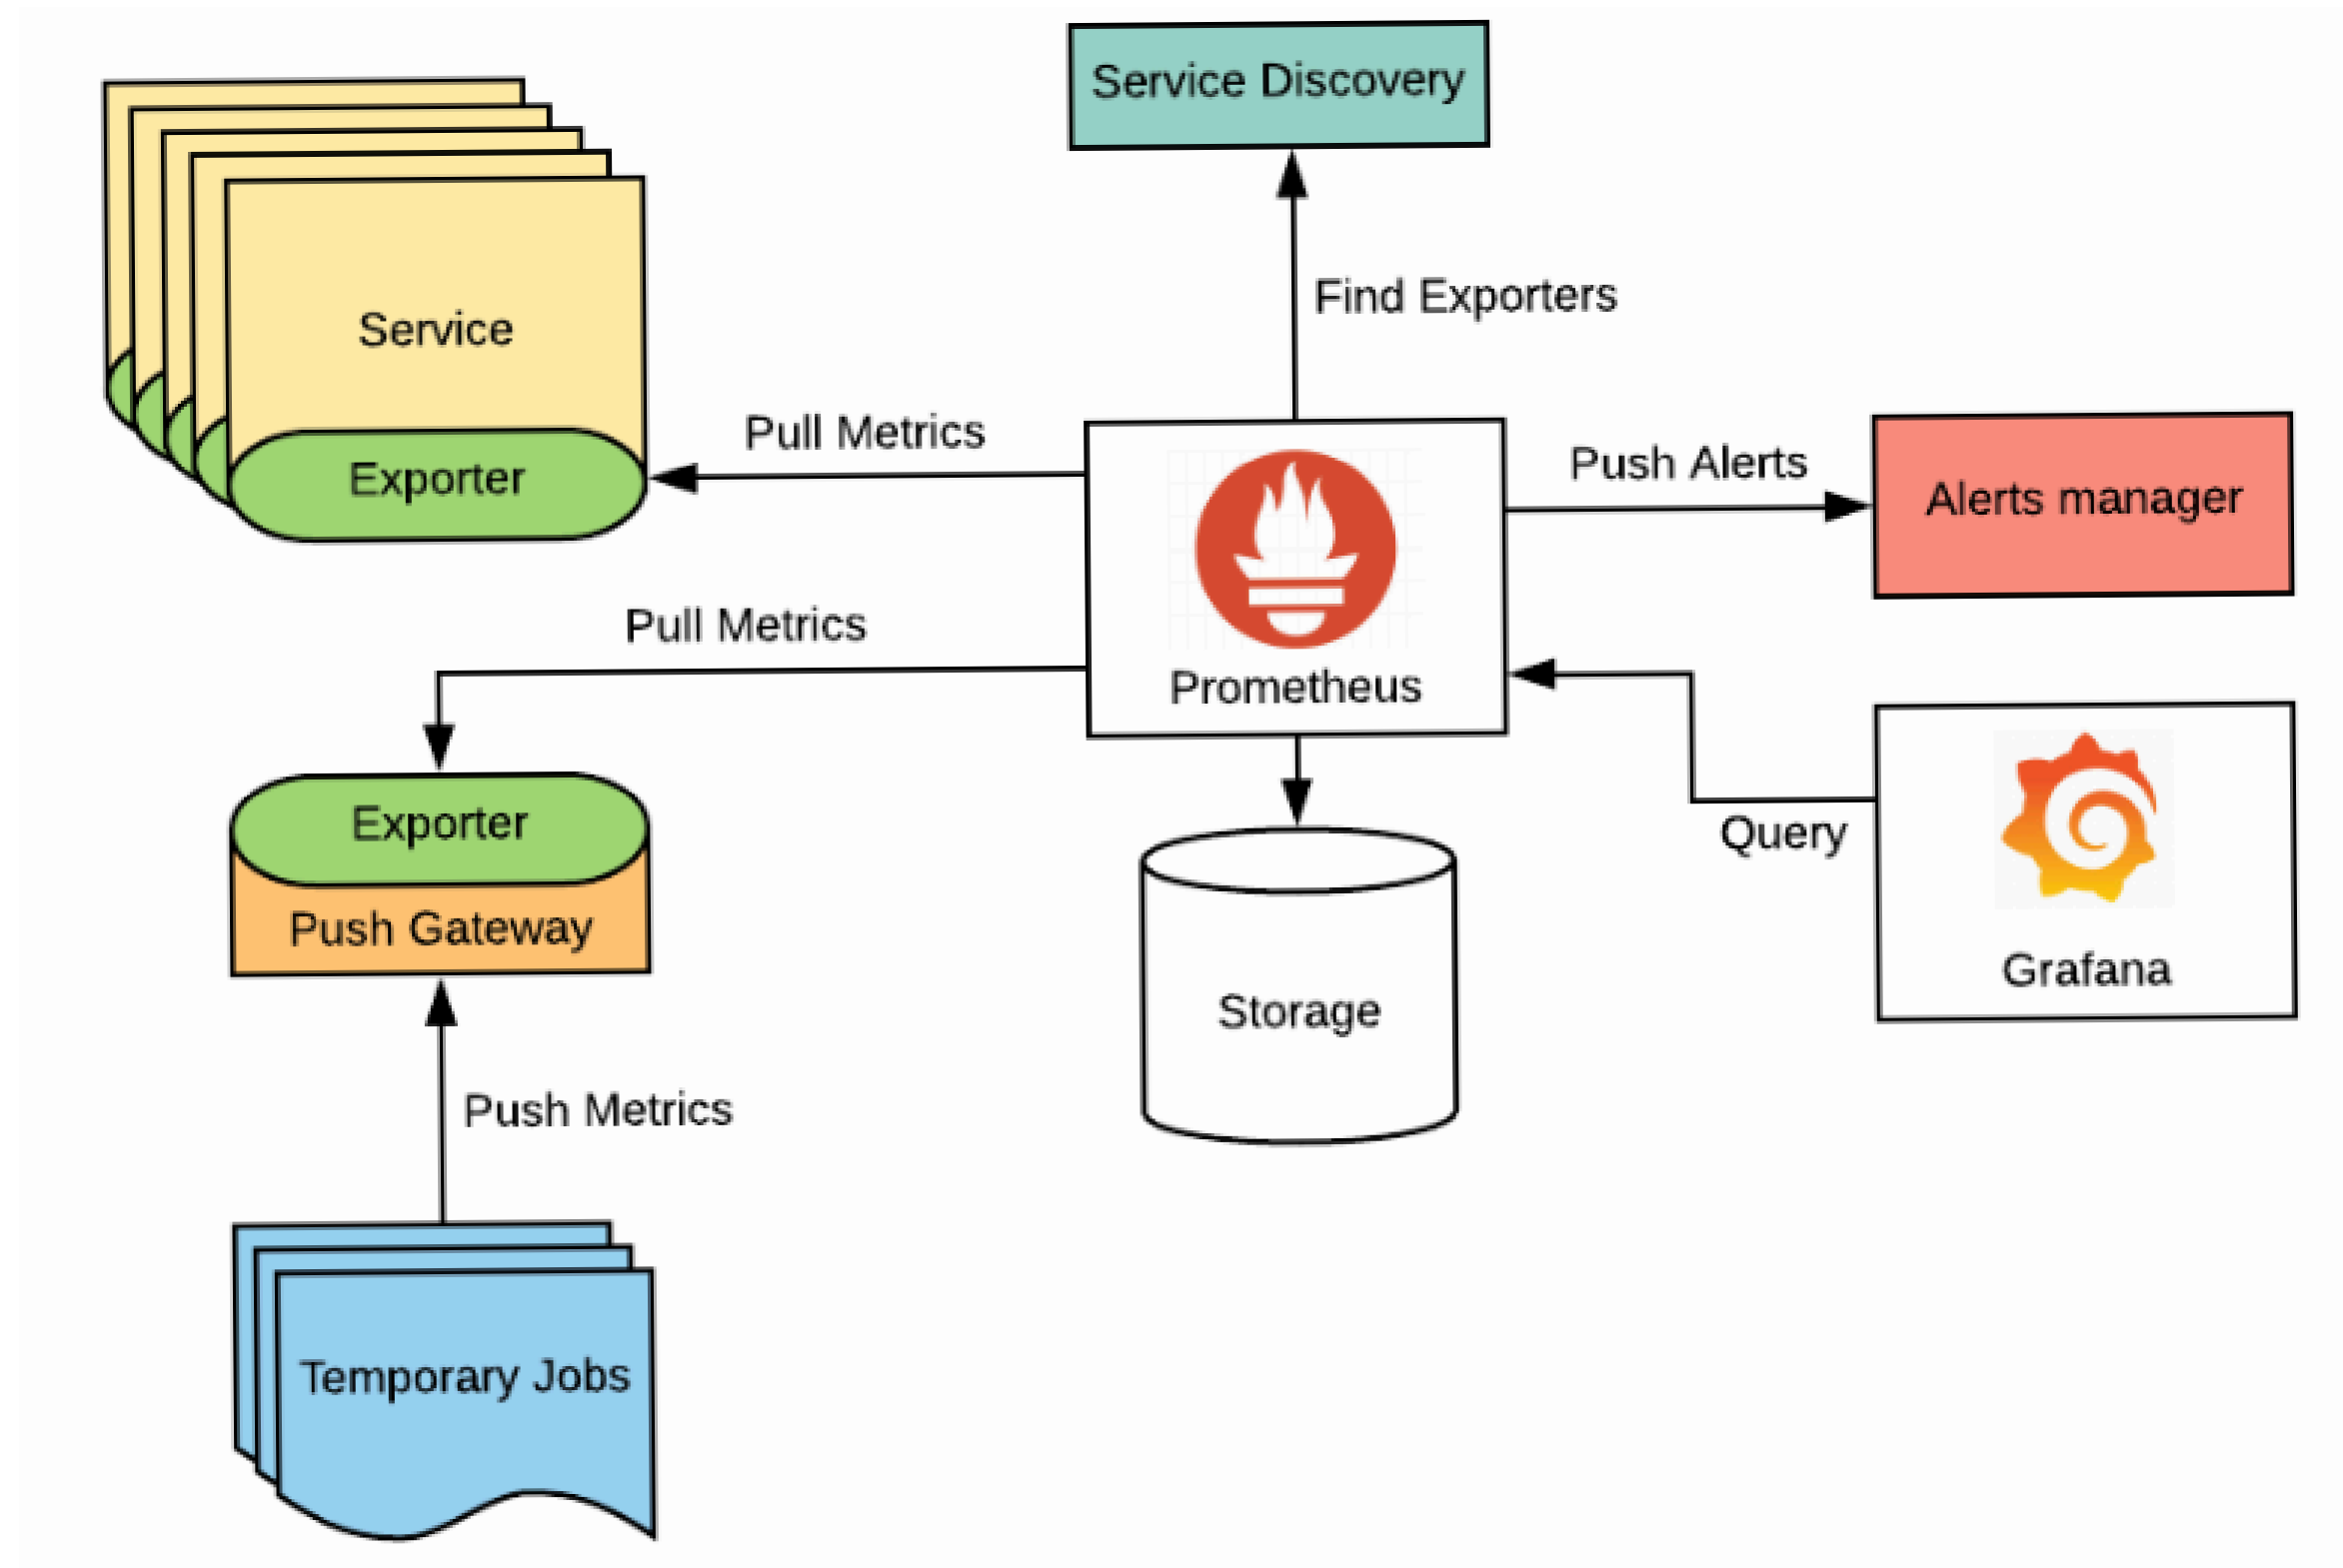 Service Discovery
Service
Find Exporters
Pull Metrics
Exporter
Push Alerts
Alerts manager
Pull Metrics
Prometheus
Exporter
Push Gateway
Query
Grafana
Storage
Push Metrics
Temporary Jobs